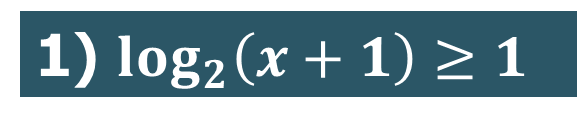 1) log₂(x + 1) ≥ 1